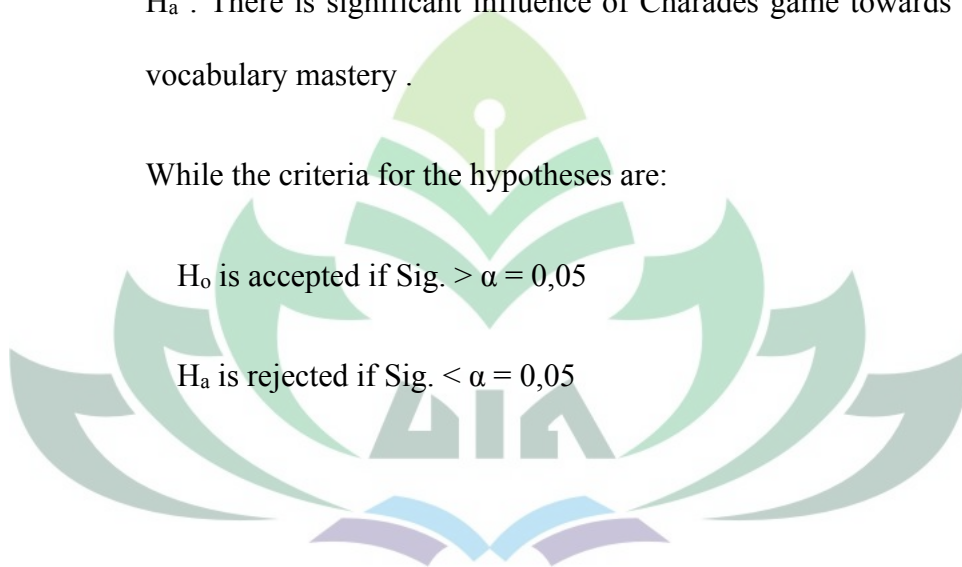 Hₐ : There is significant influence of Charades game towards
vocabulary mastery .
While the criteria for the hypotheses are:
Hₒ is accepted if Sig. > α = 0,05
Hₐ is rejected if Sig. < α = 0,05